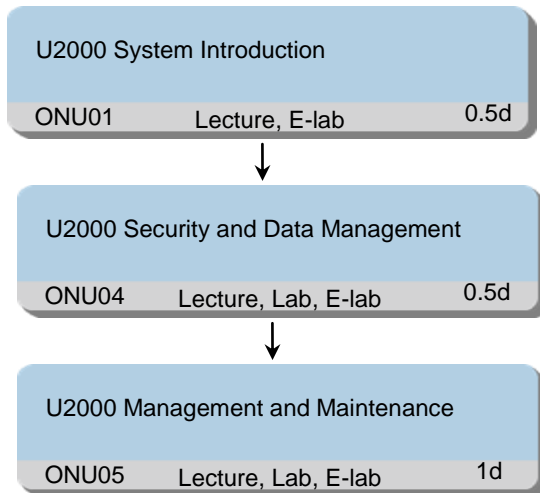 U2000 System Introduction
ONU01 Lecture, E-lab 0.5d
U2000 Security and Data Management
ONU04 Lecture, Lab, E-lab 0.5d
U2000 Management and Maintenance
ONU05 Lecture, Lab, E-lab 1d